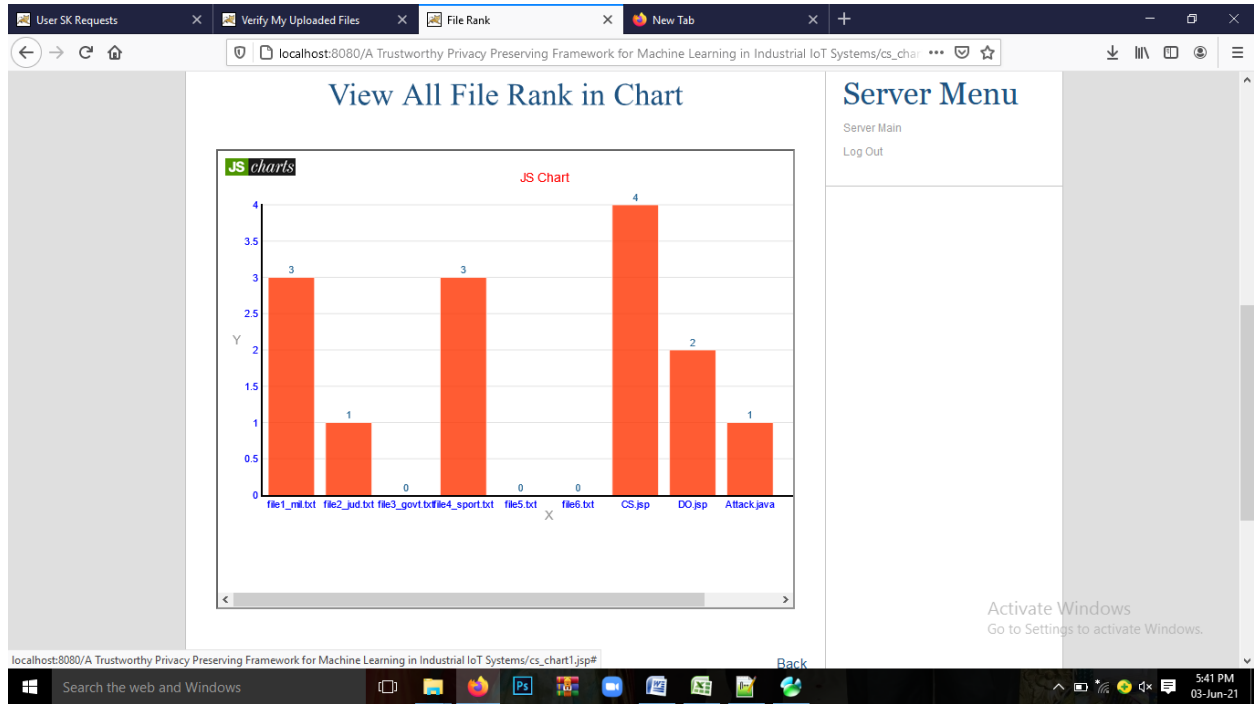 User SK Requests
Verify My Uploaded Files
File Rank
New Tab
localhost:8080/A Trustworthy Privacy Preserving Framework for Machine Learning in Industrial IoT Systems/cs_char
View All File Rank in Chart
Server Menu
Server Main
Log Out
JS charts
JS Chart
4
3.5
3
2.5
2
1.5
1
0.5
0
Y
3
1
0
3
0
0
4
2
1
file1_mil.txt file2_jud.txt file3_govt.txt file4_sport.txt file5.txt file6.txt CS.jsp DO.jsp Attack.java
X
Activate Windows
Go to Settings to activate Windows.
Back
localhost:8080/A Trustworthy Privacy Preserving Framework for Machine Learning in Industrial IoT Systems/cs_chart1.jsp#
Search the web and Windows
Ps
5:41 PM
03-Jun-21